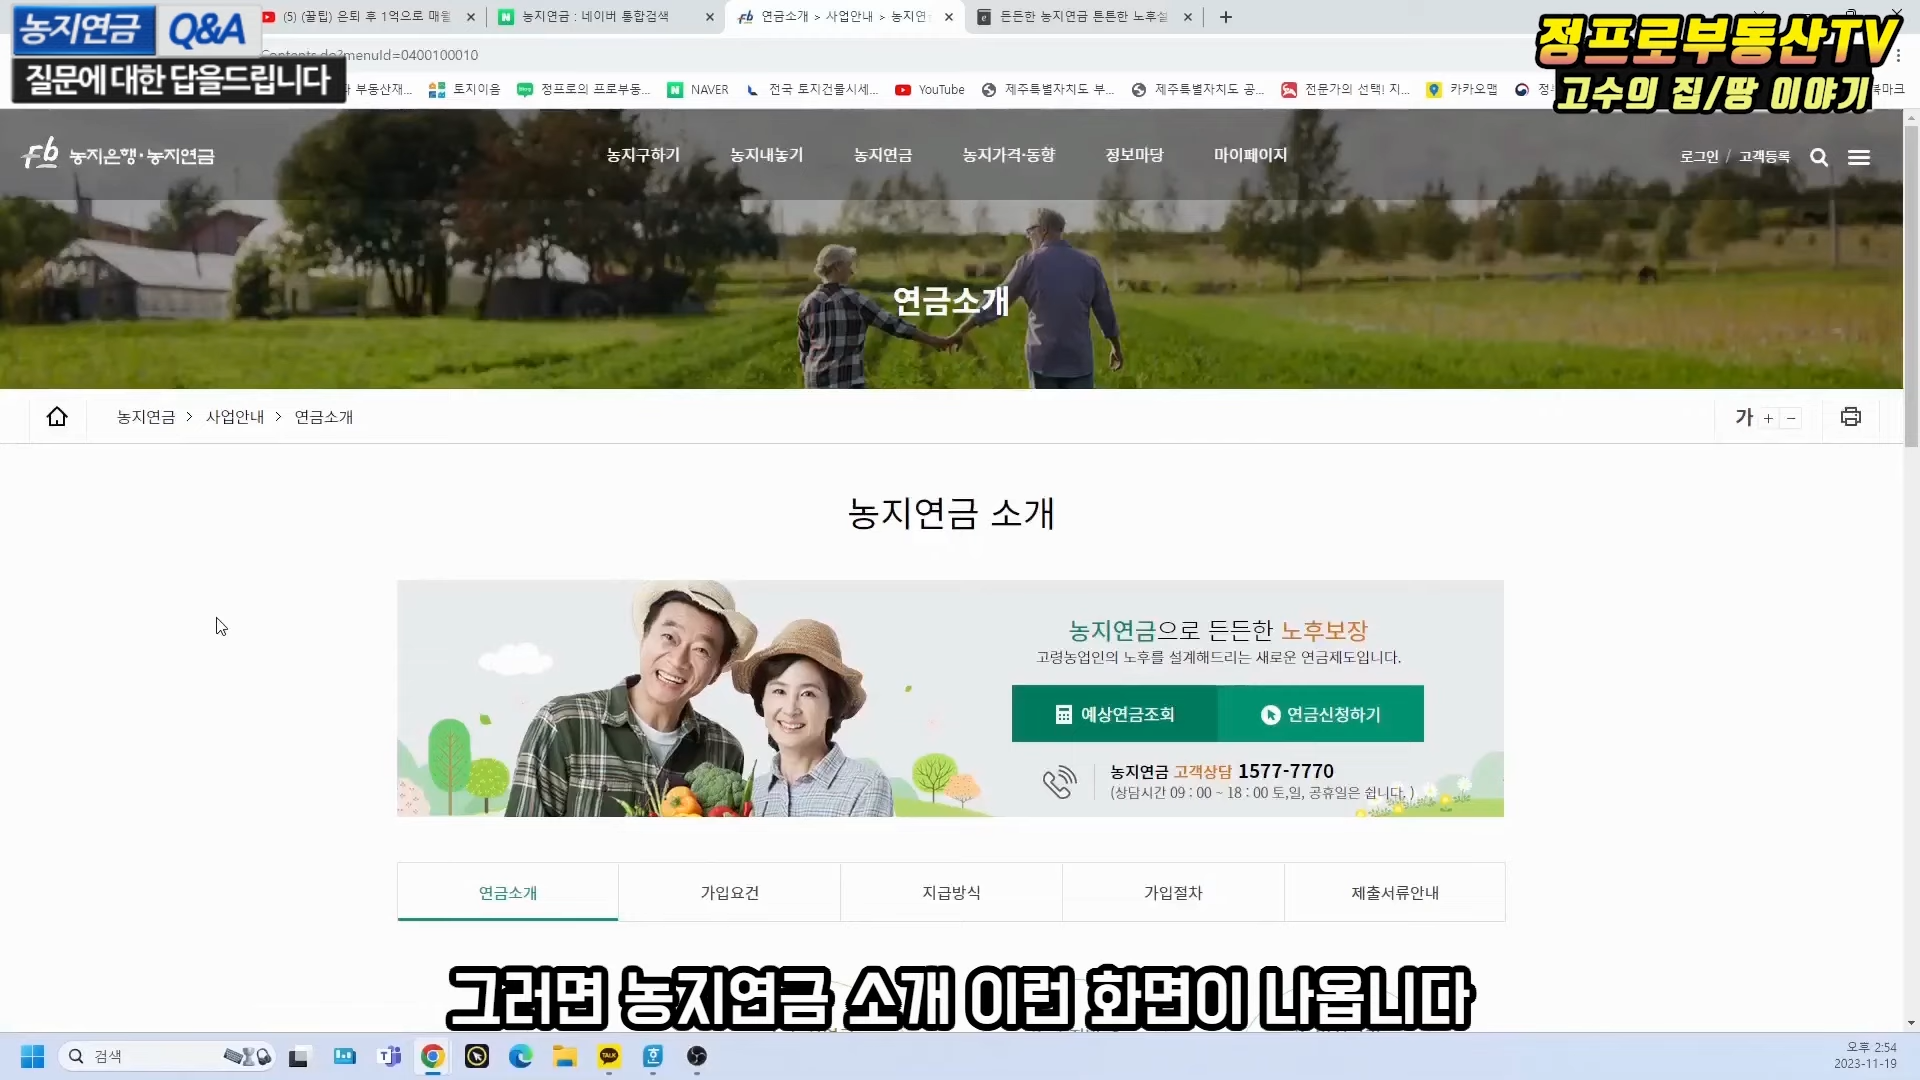 농지연금 Q&A
질문에 대한 답을드립니다
정프로부동산TV
고수의 집/땅 이야기
(5) (꿀팁) 은퇴 후 1억으로 매월
농지연금 : 네이버 통합검색
연금소개 > 사업안내 > 농지연
든든한 농지연금 튼튼한 노후설
Contents.do?menuId=0400100010
부동산재...
토지이음
정프로의 프로부동...
NAVER
전국 토지건물시세...
YouTube
제주특별자치도 부...
제주특별자치도 공...
전문가의 선택! 지...
카카오맵
북마크
농지은행·농지연금
농지구하기
농지내놓기
농지연금
농지가격·동향
정보마당
마이페이지
로그인 / 고객등록
연금소개
농지연금 > 사업안내 > 연금소개
가 + −
농지연금 소개
농지연금으로 든든한 노후보장
고령농업인의 노후를 설계해드리는 새로운 연금제도입니다.
예상연금조회
연금신청하기
농지연금 고객상담 1577-7770
(상담시간 09 : 00 ~ 18 : 00 토,일, 공휴일은 쉽니다. )
연금소개
가입요건
지급방식
가입절차
제출서류안내
그러면 농지연금 소개 이런 화면이 나옵니다
검색
오후 2:54
2023-11-19